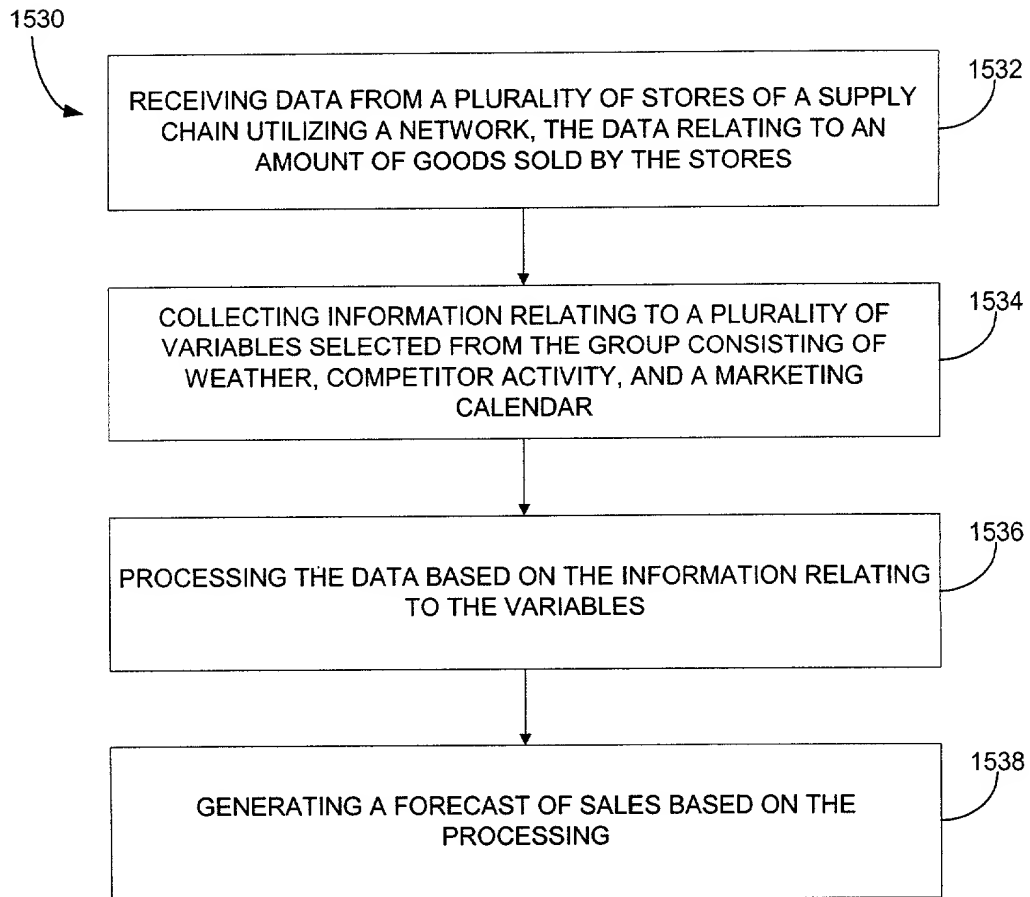 1530
1532
RECEIVING DATA FROM A PLURALITY OF STORES OF A SUPPLY
CHAIN UTILIZING A NETWORK, THE DATA RELATING TO AN
AMOUNT OF GOODS SOLD BY THE STORES
1534
COLLECTING INFORMATION RELATING TO A PLURALITY OF
VARIABLES SELECTED FROM THE GROUP CONSISTING OF
WEATHER, COMPETITOR ACTIVITY, AND A MARKETING
CALENDAR
1536
PROCESSING THE DATA BASED ON THE INFORMATION RELATING
TO THE VARIABLES
1538
GENERATING A FORECAST OF SALES BASED ON THE
PROCESSING